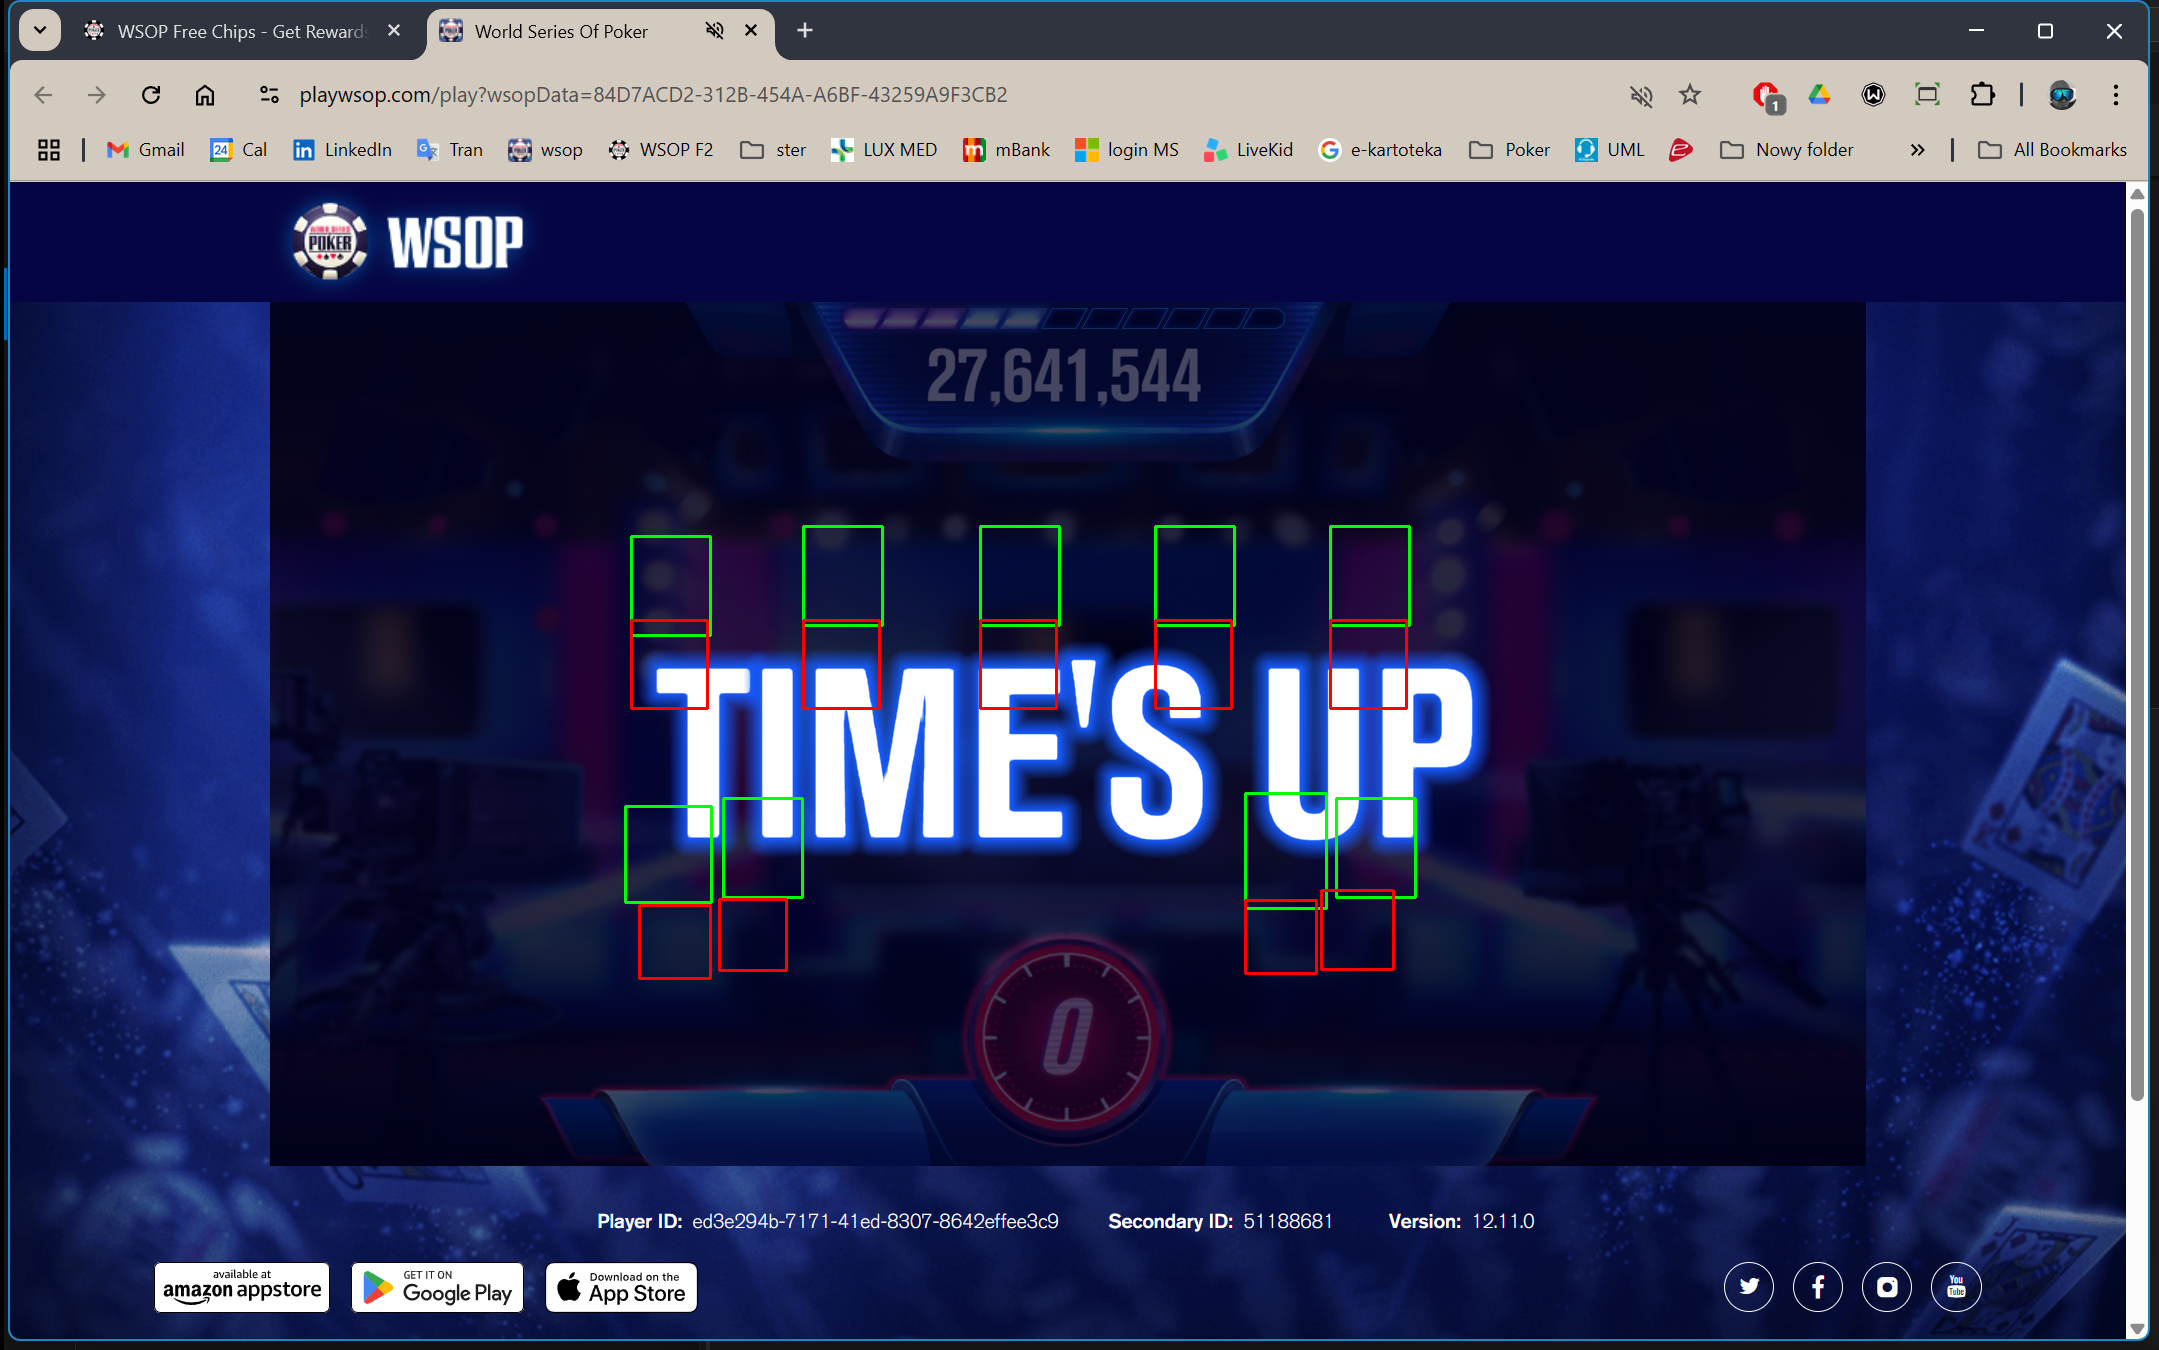 WSOP Free Chips - Get Rewards
World Series Of Poker
playwsop.com/play?wsopData=84D7ACD2-312B-454A-A6BF-43259A9F3CB2
1
Gmail 24 Cal LinkedIn Tran wsop WSOP F2 ster LUX MED mBank login MS LiveKid e-kartoteka Poker UML Nowy folder All Bookmarks
WORLD SERIES
POKER
WSOP
27,641,544
TIME'S UP
0
Player ID: ed3e294b-7171-41ed-8307-8642effee3c9 Secondary ID: 51188681 Version: 12.11.0
available at
amazon appstore
GET IT ON
Google Play
Download on the
App Store
You
Tube